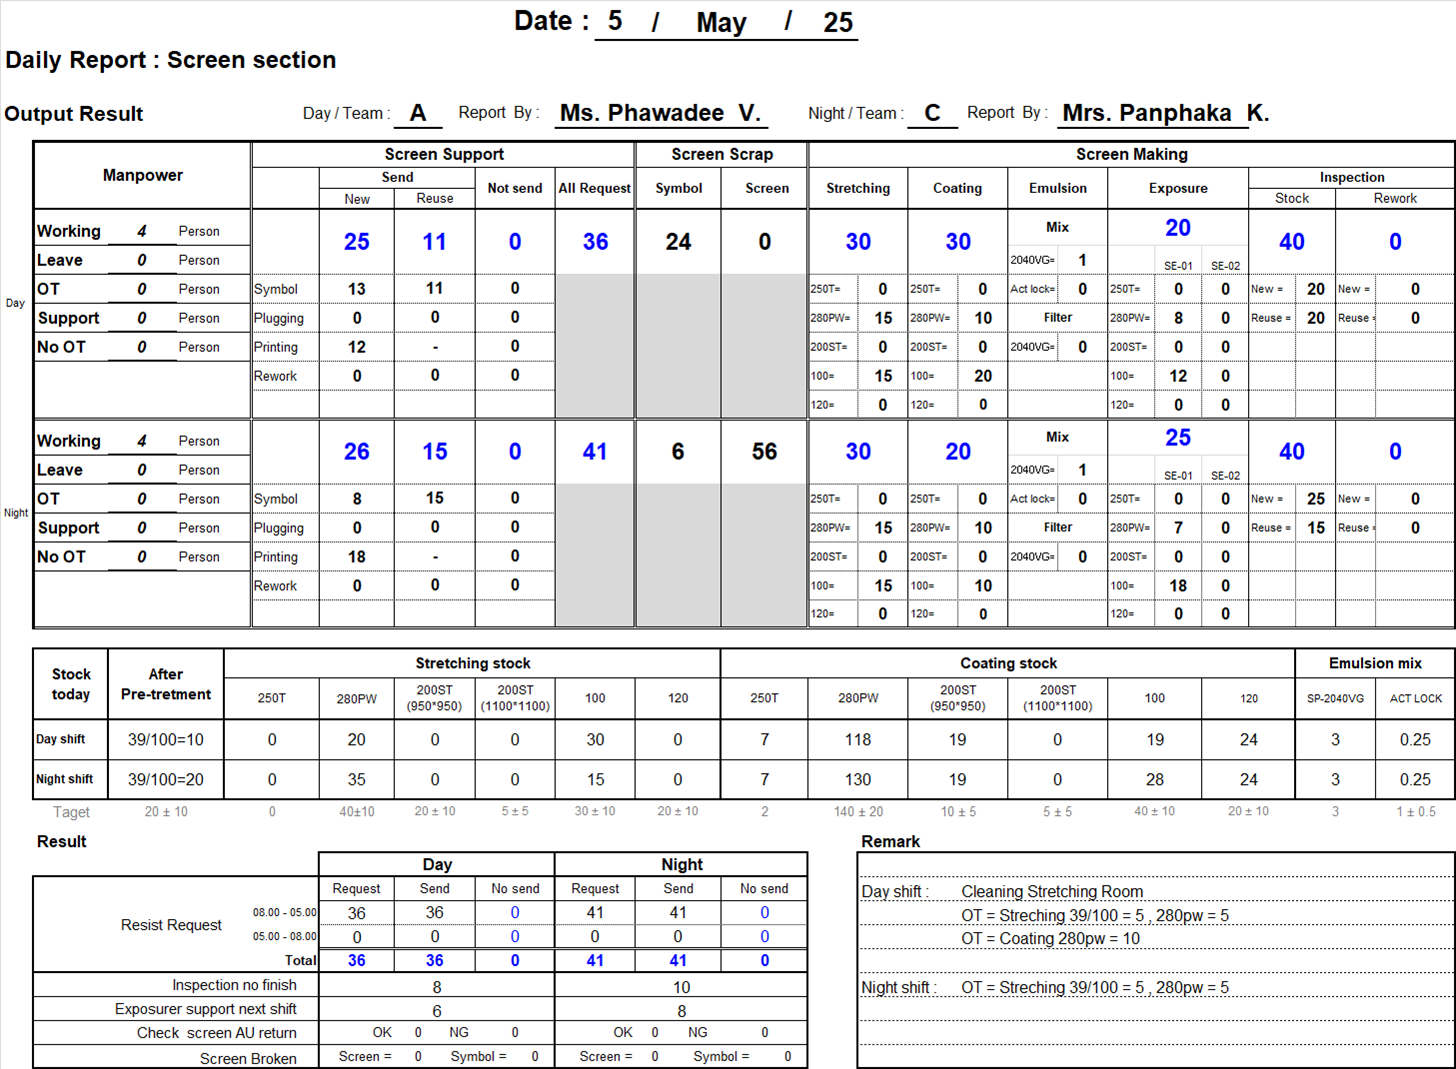 Date : 5 / May / 25
Daily Report : Screen section
Output Result Day / Team : A Report By : Ms. Phawadee V. Night / Team : C Report By : Mrs. Panphaka K.
Manpower Screen Support Screen Scrap Screen Making
Send Not send All Request Symbol Screen Stretching Coating Emulsion Exposure Inspection
New Reuse Stock Rework
Day
Working 4 Person 25 11 0 36 24 0 30 30 Mix 20 40 0
Leave 0 Person 2040VG= 1 SE-01 SE-02
OT 0 Person Symbol 13 11 0 250T= 0 250T= 0 Act lock= 0 250T= 0 0 New = 20 New = 0
Support 0 Person Plugging 0 0 0 280PW= 15 280PW= 10 Filter 280PW= 8 0 Reuse = 20 Reuse = 0
No OT 0 Person Printing 12 - 0 200ST= 0 200ST= 0 2040VG= 0 200ST= 0 0
Rework 0 0 0 100= 15 100= 20 100= 12 0
120= 0 120= 0 120= 0 0
Night
Working 4 Person 26 15 0 41 6 56 30 20 Mix 25 40 0
Leave 0 Person 2040VG= 1 SE-01 SE-02
OT 0 Person Symbol 8 15 0 250T= 0 250T= 0 Act lock= 0 250T= 0 0 New = 25 New = 0
Support 0 Person Plugging 0 0 0 280PW= 15 280PW= 10 Filter 280PW= 7 0 Reuse = 15 Reuse = 0
No OT 0 Person Printing 18 - 0 200ST= 0 200ST= 0 2040VG= 0 200ST= 0 0
Rework 0 0 0 100= 15 100= 10 100= 18 0
120= 0 120= 0 120= 0 0
Stock today After Pre-tretment Stretching stock Coating stock Emulsion mix
250T 280PW 200ST (950*950) 200ST (1100*1100) 100 120 250T 280PW 200ST (950*950) 200ST (1100*1100) 100 120 SP-2040VG ACT LOCK
Day shift 39/100=10 0 20 0 0 30 0 7 118 19 0 19 24 3 0.25
Night shift 39/100=20 0 35 0 0 15 0 7 130 19 0 28 24 3 0.25
Taget 20 ± 10 0 40±10 20 ± 10 5 ± 5 30 ± 10 20 ± 10 2 140 ± 20 10 ± 5 5 ± 5 40 ± 10 20 ± 10 3 1 ± 0.5
Result
Day Night
Request Send No send Request Send No send
Resist Request 08.00 - 05.00 36 36 0 41 41 0
05.00 - 08.00 0 0 0 0 0 0
Total 36 36 0 41 41 0
Inspection no finish 8 10
Exposurer support next shift 6 8
Check screen AU return OK 0 NG 0 OK 0 NG 0
Screen Broken Screen = 0 Symbol = 0 Screen = 0 Symbol = 0
Remark
Day shift : Cleaning Stretching Room
OT = Streching 39/100 = 5 , 280pw = 5
OT = Coating 280pw = 10
Night shift : OT = Streching 39/100 = 5 , 280pw = 5